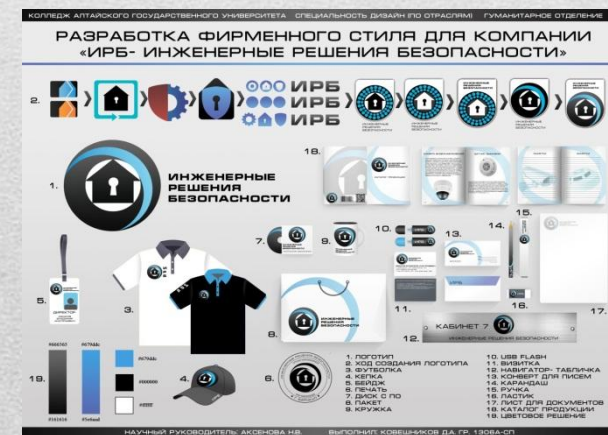 КОЛЛЕДЖ АЛТАЙСКОГО ГОСУДАРСТВЕННОГО УНИВЕРСИТЕТА СПЕЦИАЛЬНОСТЬ ДИЗАЙН (ПО ОТРАСЛЯМ) ГУМАНИТАРНОЕ ОТДЕЛЕНИЕ
РАЗРАБОТКА ФИРМЕННОГО СТИЛЯ ДЛЯ КОМПАНИИ
«ИРБ- ИНЖЕНЕРНЫЕ РЕШЕНИЯ БЕЗОПАСНОСТИ»
2.
ИРБ
ИРБ
ИРБ
1.
ИНЖЕНЕРНЫЕ
РЕШЕНИЯ
БЕЗОПАСНОСТИ
18.
5.
ДИРЕКТОР
3.
7.
9.
10.
13.
14.
15.
8.
ИНЖЕНЕРНЫЕ
РЕШЕНИЯ
БЕЗОПАСНОСТИ
11.
16.
17.
12.
КАБИНЕТ 7
ИНЖЕНЕРНЫЕ РЕШЕНИЯ БЕЗОПАСНОСТИ
19.
#000000
#ffffff
4.
6.
1. ЛОГОТИП
2. ХОД СОЗДАНИЯ ЛОГОТИПА
3. ФУТБОЛКА
4. КЕПКА
5. БЕЙДЖ
6. ПЕЧАТЬ
7. ДИСК С ПО
8. ПАКЕТ
9. КРУЖКА
10. USB FLASH
11. ВИЗИТКА
12. НАВИГАТОР- ТАБЛИЧКА
13. КОНВЕРТ ДЛЯ ПИСЕМ
14. КАРАНДАШ
15. РУЧКА
16. ЛАСТИК
17. ЛИСТ ДЛЯ ДОКУМЕНТОВ
18. КАТАЛОГ ПРОДУКЦИИ
19. ЦВЕТОВОЕ РЕШЕНИЕ
НАУЧНЫЙ РУКОВОДИТЕЛЬ: АКСЕНОВА Н.В. ВЫПОЛНИЛ: КОВЕШНИКОВ Д.А. ГР. 1306А-СП